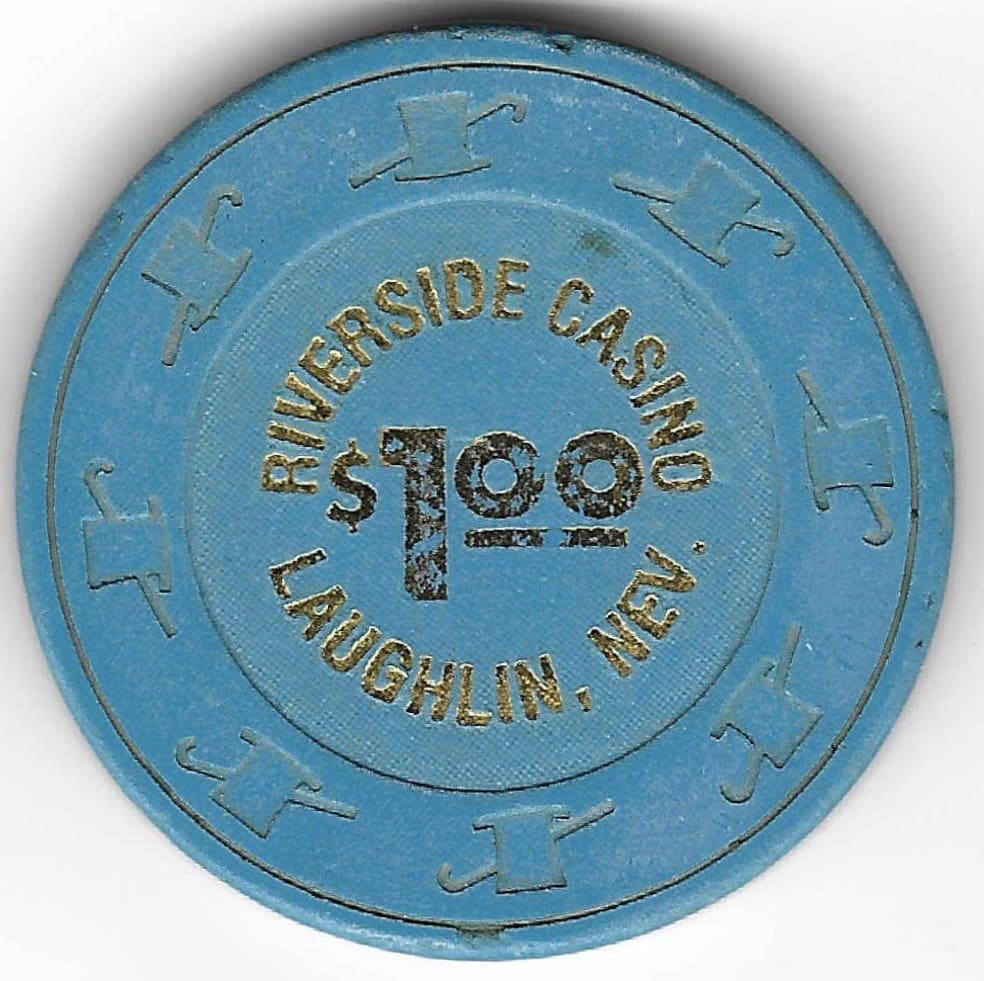 RIVERSIDE CASINO
$1.00
LAUGHLIN, NEV.